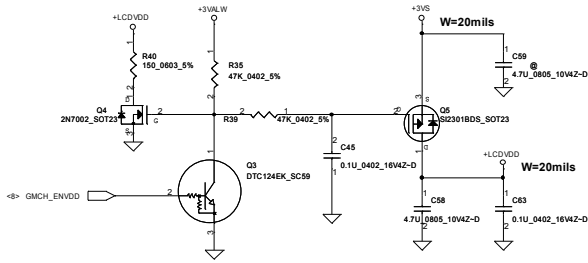 +LCDVDD
+3VALW
+3VS
W=20mils
R40
150_0603_5%
R35
47K_0402_5%
C59
@
4.7U_0805_10V4Z~D
Q4
2N7002_SOT23
R39
47K_0402_5%
Q5
SI2301BDS_SOT23
C45
0.1U_0402_16V4Z~D
Q3
DTC124EK_SC59
+LCDVDD
W=20mils
<8> GMCH_ENVDD
C58
4.7U_0805_10V4Z~D
C63
0.1U_0402_16V4Z~D